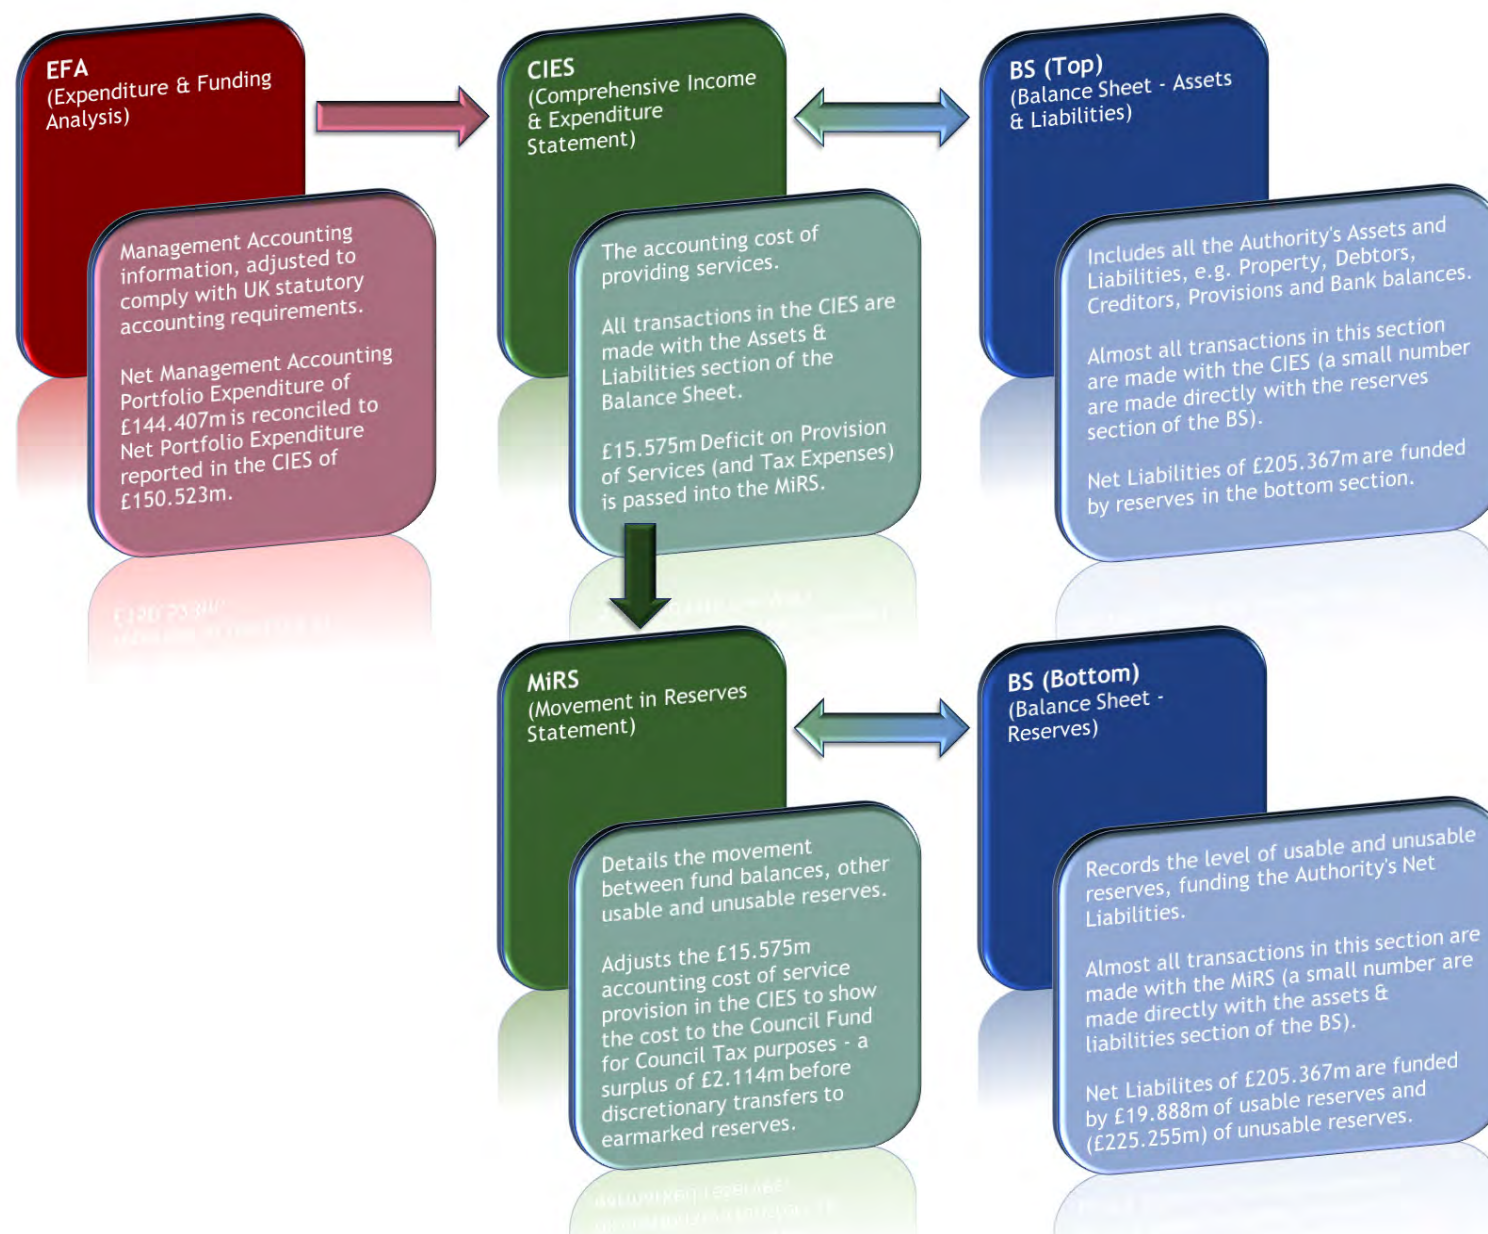 EFA
(Expenditure & Funding
Analysis)
Management Accounting
information, adjusted to
comply with UK statutory
accounting requirements.
Net Management Accounting
Portfolio Expenditure of
£144.407m is reconciled to
Net Portfolio Expenditure
reported in the CIES of
£150.523m.
CIES
(Comprehensive Income
& Expenditure
Statement)
The accounting cost of
providing services.
All transactions in the CIES are
made with the Assets &
Liabilities section of the
Balance Sheet.
£15.575m Deficit on Provision
of Services (and Tax Expenses)
is passed into the MiRS.
BS (Top)
(Balance Sheet - Assets
& Liabilities)
Includes all the Authority's Assets and
Liabilities, e.g. Property, Debtors,
Creditors, Provisions and Bank balances.
Almost all transactions in this section
are made with the CIES (a small number
are made directly with the reserves
section of the BS).
Net Liabilities of £205.367m are funded
by reserves in the bottom section.
MiRS
(Movement in Reserves
Statement)
Details the movement
between fund balances, other
usable and unusable reserves.
Adjusts the £15.575m
accounting cost of service
provision in the CIES to show
the cost to the Council Fund
for Council Tax purposes - a
surplus of £2.114m before
discretionary transfers to
earmarked reserves.
BS (Bottom)
(Balance Sheet -
Reserves)
Records the level of usable and unusable
reserves, funding the Authority's Net
Liabilities.
Almost all transactions in this section are
made with the MiRS (a small number are
made directly with the assets &
liabilities section of the BS).
Net Liabilites of £205.367m are funded
by £19.888m of usable reserves and
(£225.255m) of unusable reserves.